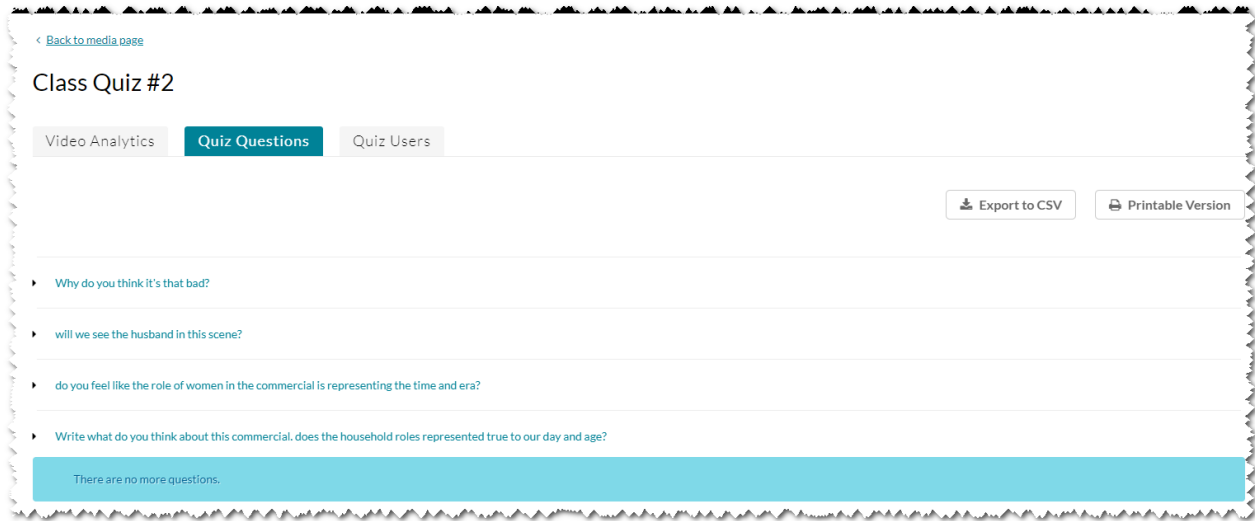 Back to media page
Class Quiz #2
Video Analytics Quiz Questions Quiz Users
Export to CSV Printable Version
Why do you think it's that bad?
will we see the husband in this scene?
do you feel like the role of women in the commercial is representing the time and era?
Write what do you think about this commercial. does the household roles represented true to our day and age?
There are no more questions.